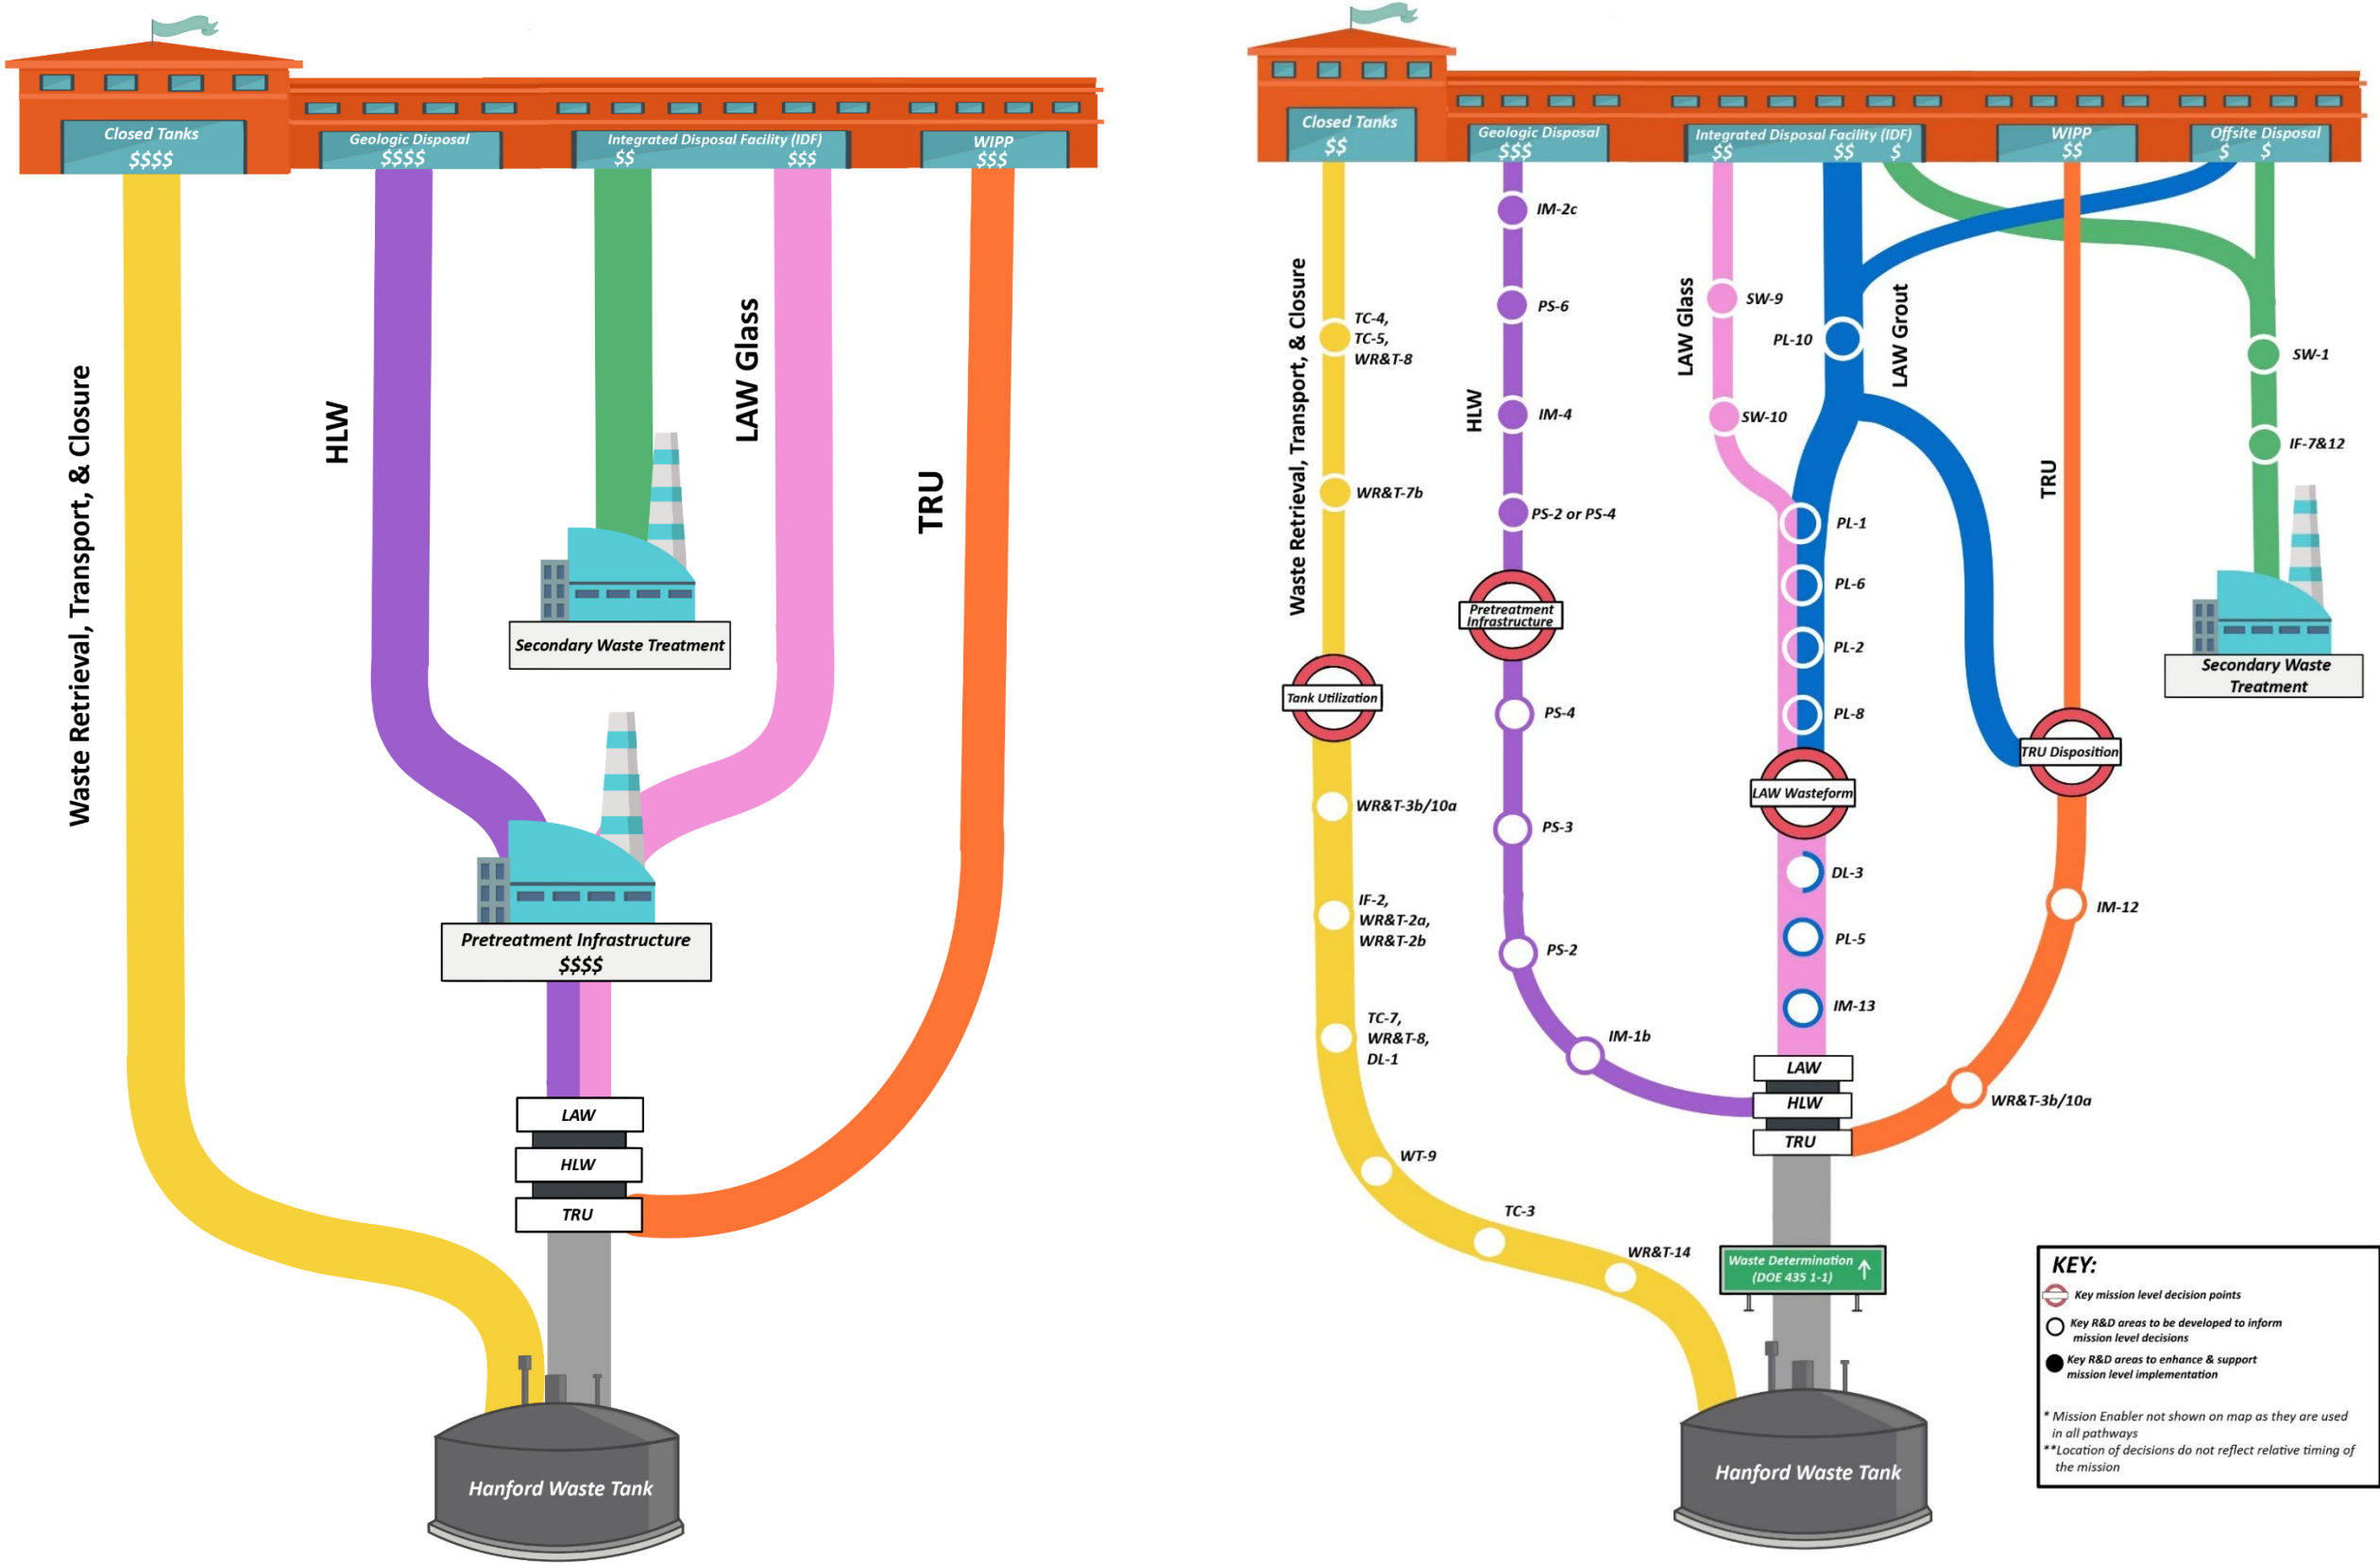 Closed Tanks
$$$$
Geologic Disposal
$$$$
Integrated Disposal Facility (IDF)
$$ $$$
WIPP
$$$
Waste Retrieval, Transport, & Closure
HLW
LAW Glass
TRU
Secondary Waste Treatment
Pretreatment Infrastructure
$$$$
LAW
HLW
TRU
Hanford Waste Tank
Closed Tanks
$$
Geologic Disposal
$$$
Integrated Disposal Facility (IDF)
$$ $$ $
WIPP
$$
Offsite Disposal
$ $
Waste Retrieval, Transport, & Closure
TC-4,
TC-5,
WR&T-8
WR&T-7b
Tank Utilization
WR&T-3b/10a
IF-2,
WR&T-2a,
WR&T-2b
TC-7,
WR&T-8,
DL-1
WT-9
TC-3
WR&T-14
HLW
IM-2c
PS-6
IM-4
PS-2 or PS-4
Pretreatment
Infrastructure
PS-4
PS-3
PS-2
IM-1b
LAW Glass
SW-9
SW-10
LAW Grout
PL-10
PL-1
PL-6
PL-2
PL-8
LAW Wasteform
DL-3
PL-5
IM-13
TRU
TRU Disposition
IM-12
WR&T-3b/10a
SW-1
IF-7&12
Secondary Waste
Treatment
LAW
HLW
TRU
Waste Determination
(DOE 435 1-1)
Hanford Waste Tank
KEY:
Key mission level decision points
Key R&D areas to be developed to inform
mission level decisions
Key R&D areas to enhance & support
mission level implementation
* Mission Enabler not shown on map as they are used
in all pathways
**Location of decisions do not reflect relative timing of
the mission